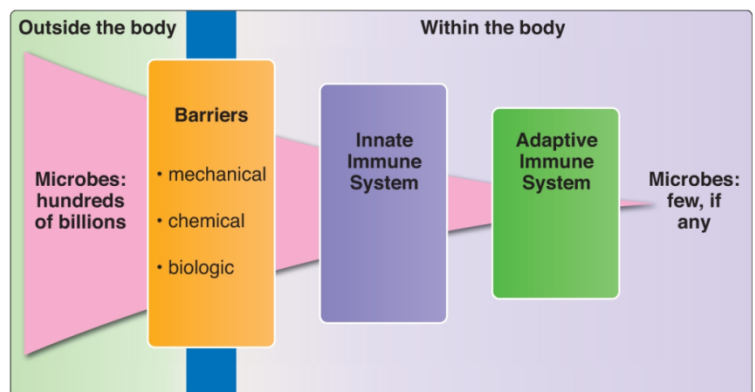 Outside the body
Within the body
Microbes:
hundreds
of billions
Barriers
• mechanical
• chemical
• biologic
Innate
Immune
System
Adaptive
Immune
System
Microbes:
few, if
any